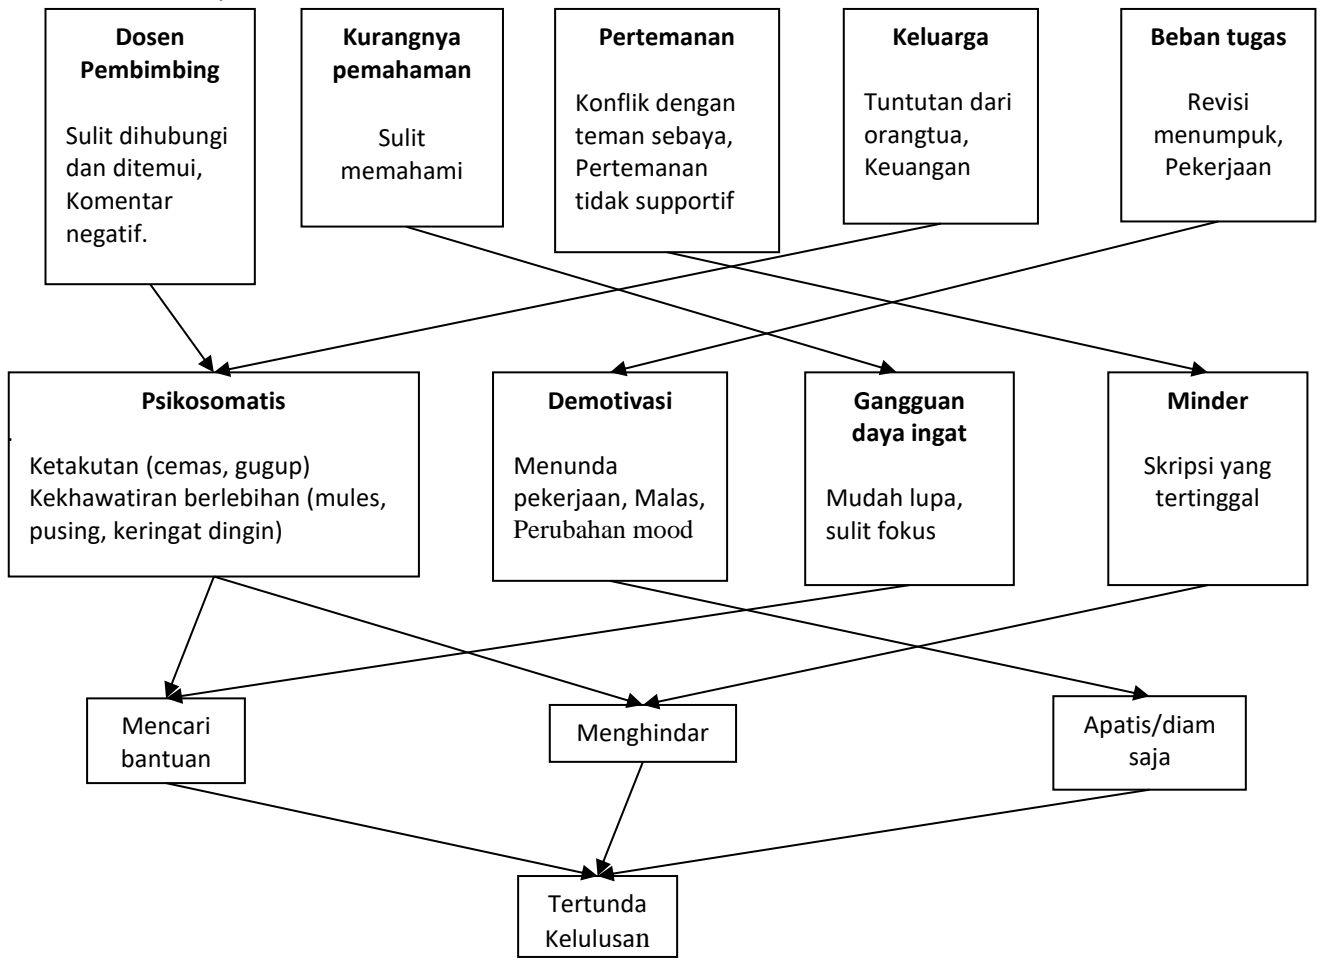 Dosen
Pembimbing
Sulit dihubungi
dan ditemui,
Komentar
negatif.
Kurangnya
pemahaman
Sulit
memahami
Pertemanan
Konflik dengan
teman sebaya,
Pertemanan
tidak supportif
Keluarga
Tuntutan dari
orangtua,
Keuangan
Beban tugas
Revisi
menumpuk,
Pekerjaan
Psikosomatis
Ketakutan (cemas, gugup)
Kekhawatiran berlebihan (mules,
pusing, keringat dingin)
Demotivasi
Menunda
pekerjaan, Malas,
Perubahan mood
Gangguan
daya ingat
Mudah lupa,
sulit fokus
Minder
Skripsi yang
tertinggal
Mencari
bantuan
Menghindar
Apatis/diam
saja
Tertunda
Kelulusan